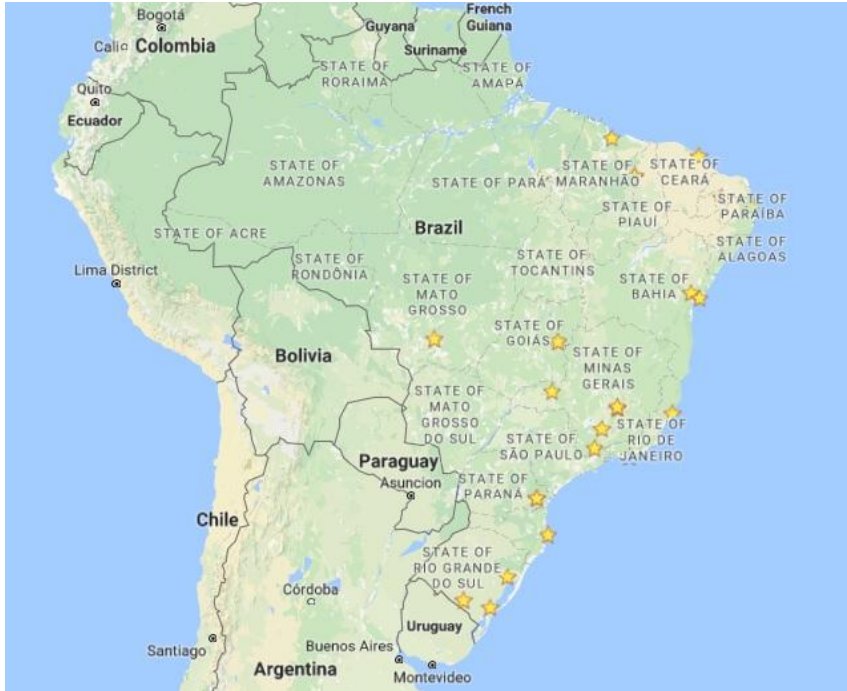 Bogotá
Cali
Colombia
Guyana
Suriname
French
Guiana
STATE OF
RORAIMA
STATE OF
AMAPÁ
Quito
Ecuador
STATE OF
AMAZONAS
STATE OF PARÁ
STATE OF
MARANHÃO
STATE OF
CEARÁ
STATE OF
PIAUÍ
STATE OF
PARAÍBA
STATE OF ACRE
Brazil
STATE OF
ALAGOAS
Lima District
STATE OF
RONDÔNIA
STATE OF
MATO
GROSSO
STATE OF
TOCANTINS
STATE OF
BAHIA
Bolivia
STATE OF
GOIÁS
STATE OF
MINAS
GERAIS
STATE OF
MATO
GROSSO
DO SUL
STATE OF
SÃO PAULO
STATE OF
RIO DE
JANEIRO
Paraguay
Asuncion
STATE OF
PARANÁ
Chile
STATE OF
RIO GRANDE
DO SUL
Córdoba
Uruguay
Santiago
Buenos Aires
Argentina
Montevideo